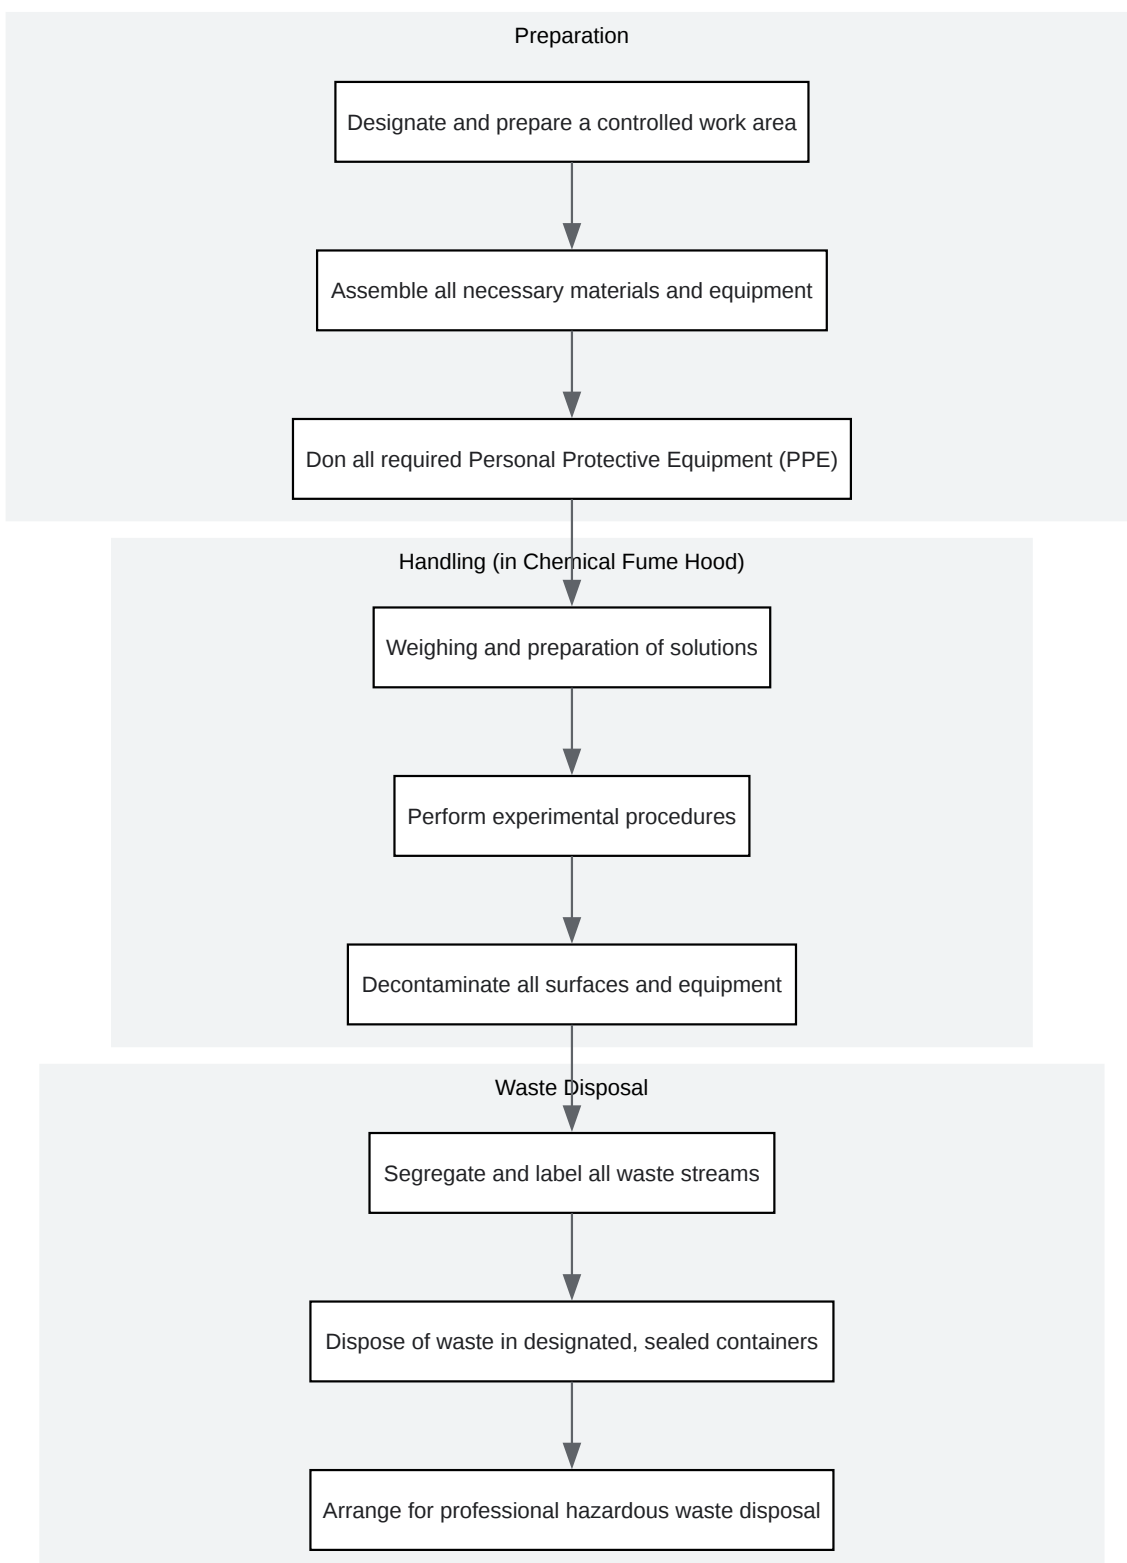 Preparation
Designate and prepare a controlled work area
Assemble all necessary materials and equipment
Don all required Personal Protective Equipment (PPE)
Handling (in Chemical Fume Hood)
Weighing and preparation of solutions
Perform experimental procedures
Decontaminate all surfaces and equipment
Waste Disposal
Segregate and label all waste streams
Dispose of waste in designated, sealed containers
Arrange for professional hazardous waste disposal